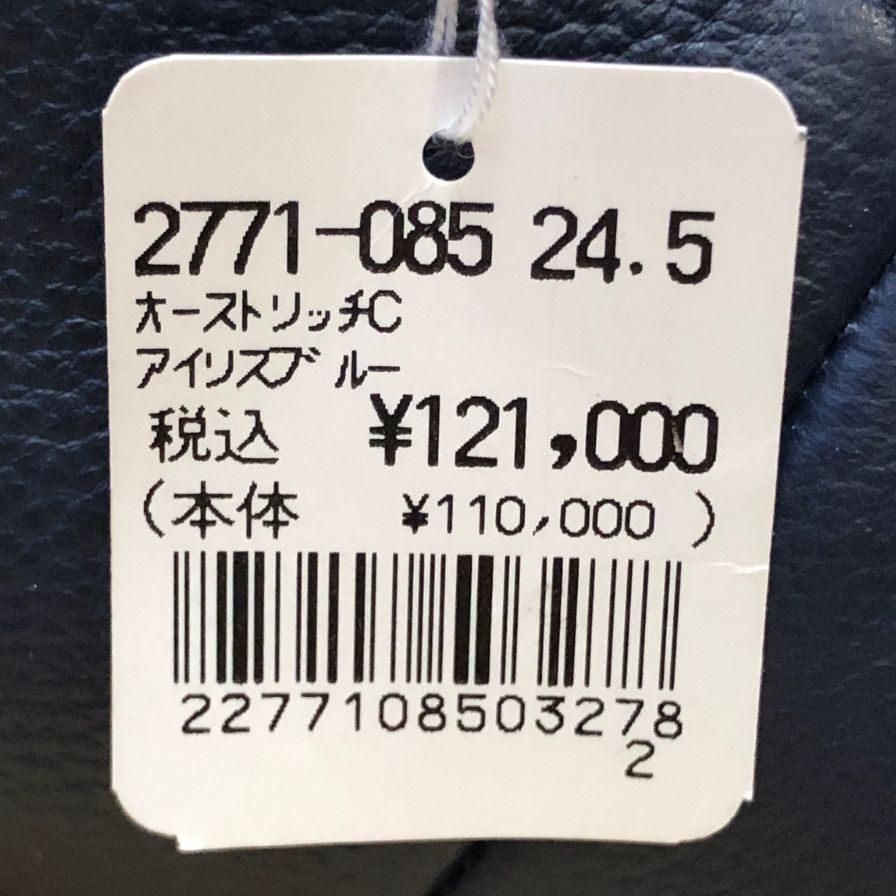 2771-085 24.5
オーストリッチC
アイリスブルー
税込 ¥121,000
(本体 ¥110,000 )
2277108503278
2